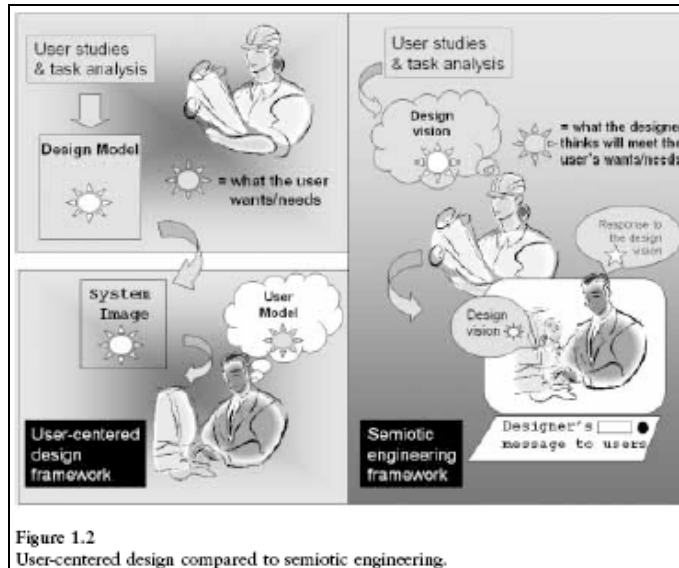 User studies
& task analysis
Design Model
= what the user
wants/needs
System
Image
User
Model
User-centered
design
framework
User studies
& task analysis
Design
vision
= what the designer
thinks will meet the
user's wants/needs
Response to
the design
vision
Design
vision
Semiotic
engineering
framework
Designer's
message to users
Figure 1.2
User-centered design compared to semiotic engineering.